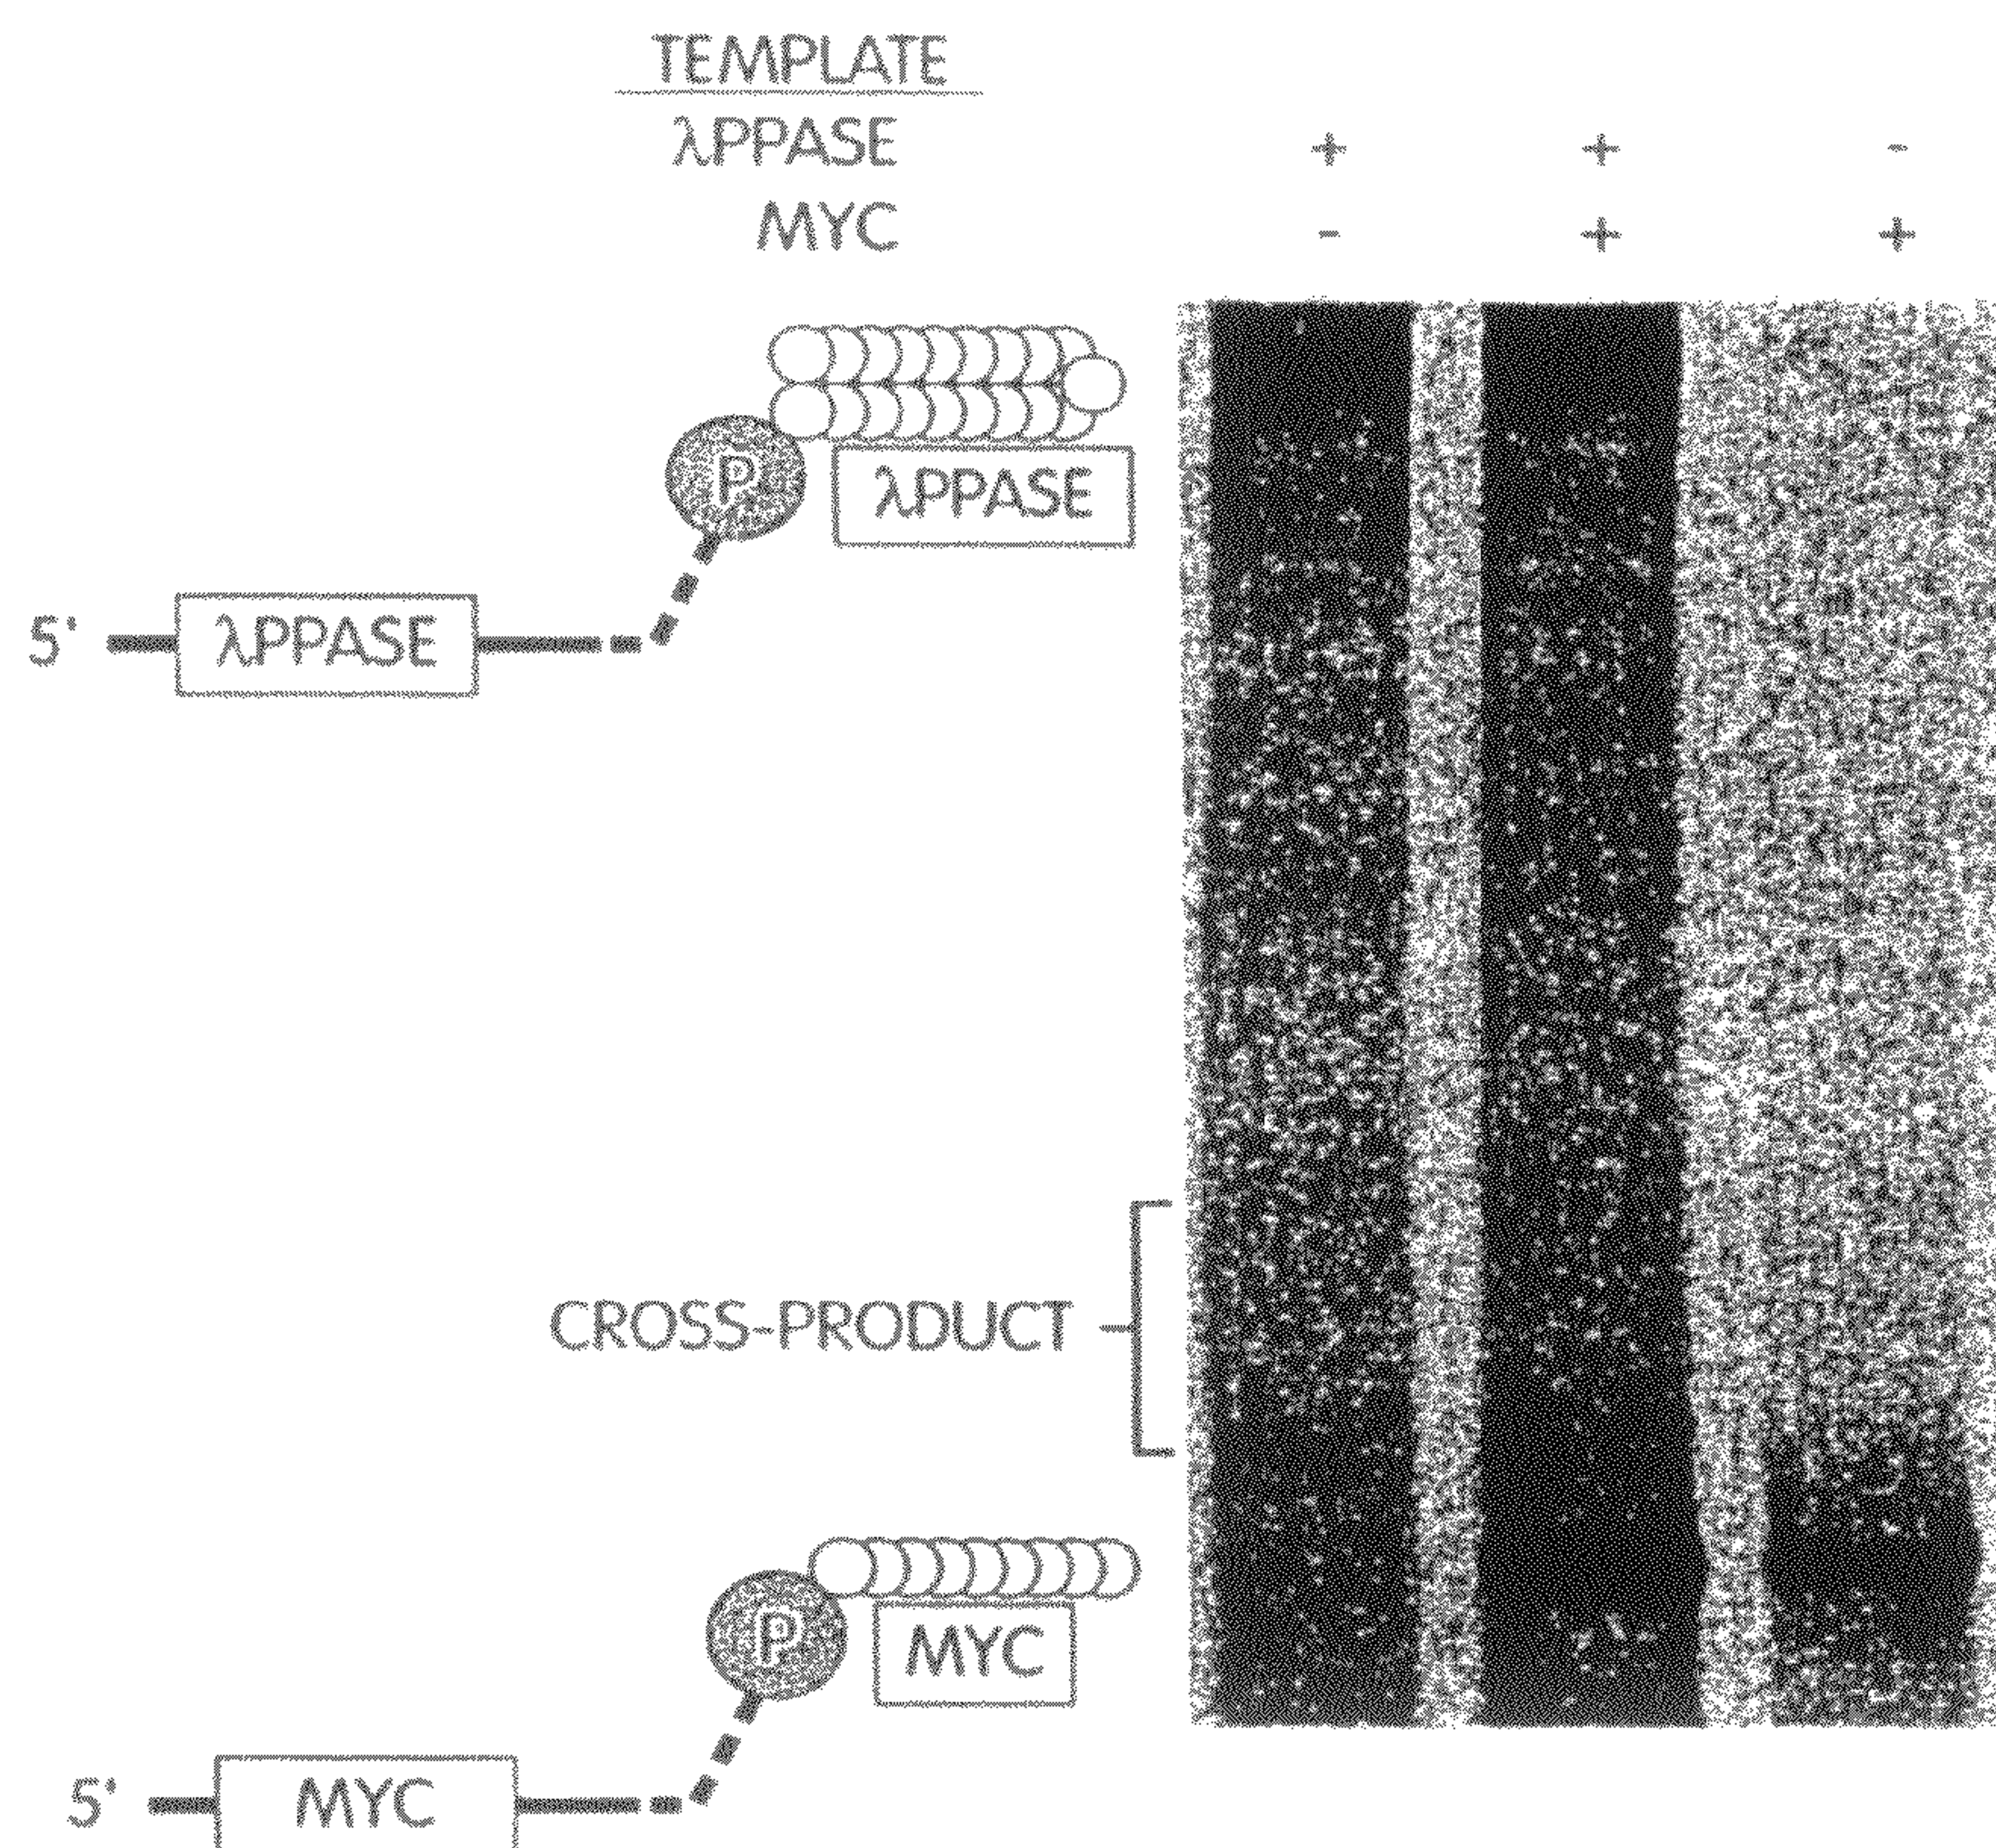 TEMPLATE
λPPASE + + -
MYC - + +
P
λPPASE
5' λPPASE
CROSS-PRODUCT
P
MYC
5' MYC